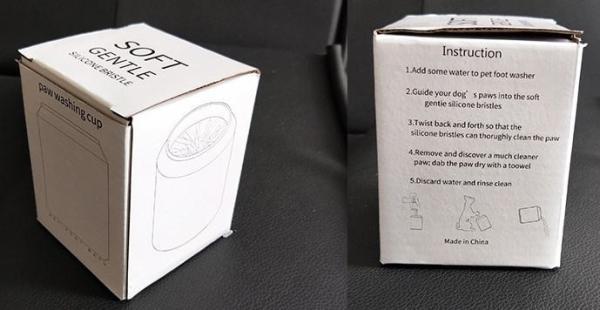 SOFT
GENTLE
SILICONE BRISTLE
paw washing cup
Instruction
1.Add some water to pet foot washer
2.Guide your dog's paws into the soft
gentie silicone bristles
3.Twist back and forth so that the
silicone bristles can thorughly clean the paw
4.Remove and discover a much cleaner
paw; dab the paw dry with a toowel
5.Discard water and rinse clean
Made in China